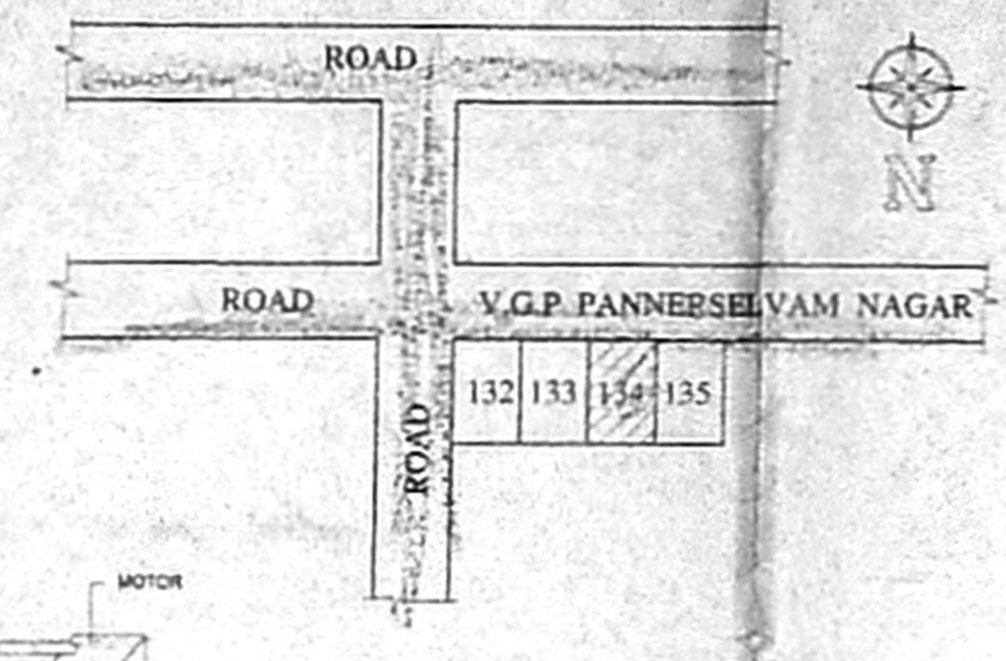 ROAD
N
ROAD
V.G.P PANNERSELVAM NAGAR
132 133 134 135
ROAD
MOTOR